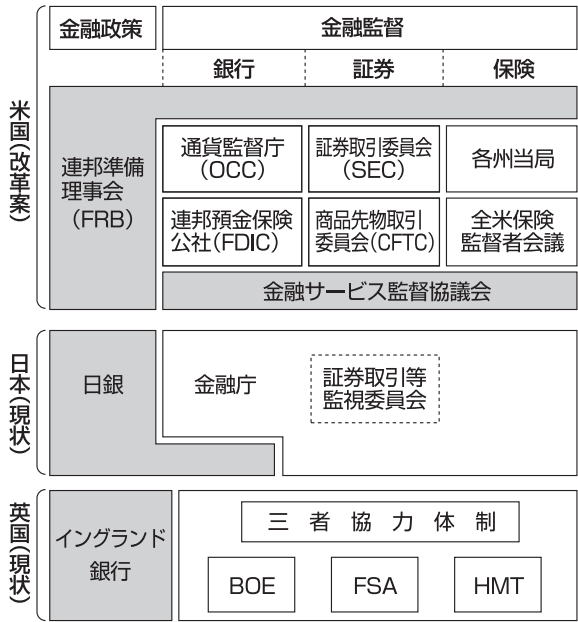 金融政策
金融監督
銀行
証券
保険
米国(改革案)
連邦準備
理事会
(FRB)
通貨監督庁
(OCC)
証券取引委員会
(SEC)
各州当局
連邦預金保険
公社(FDIC)
商品先物取引
委員会(CFTC)
全米保険
監督者会議
金融サービス監督協議会
日本(現状)
日銀
金融庁
証券取引等
監視委員会
英国(現状)
イングランド
銀行
三者協力体制
BOE
FSA
HMT